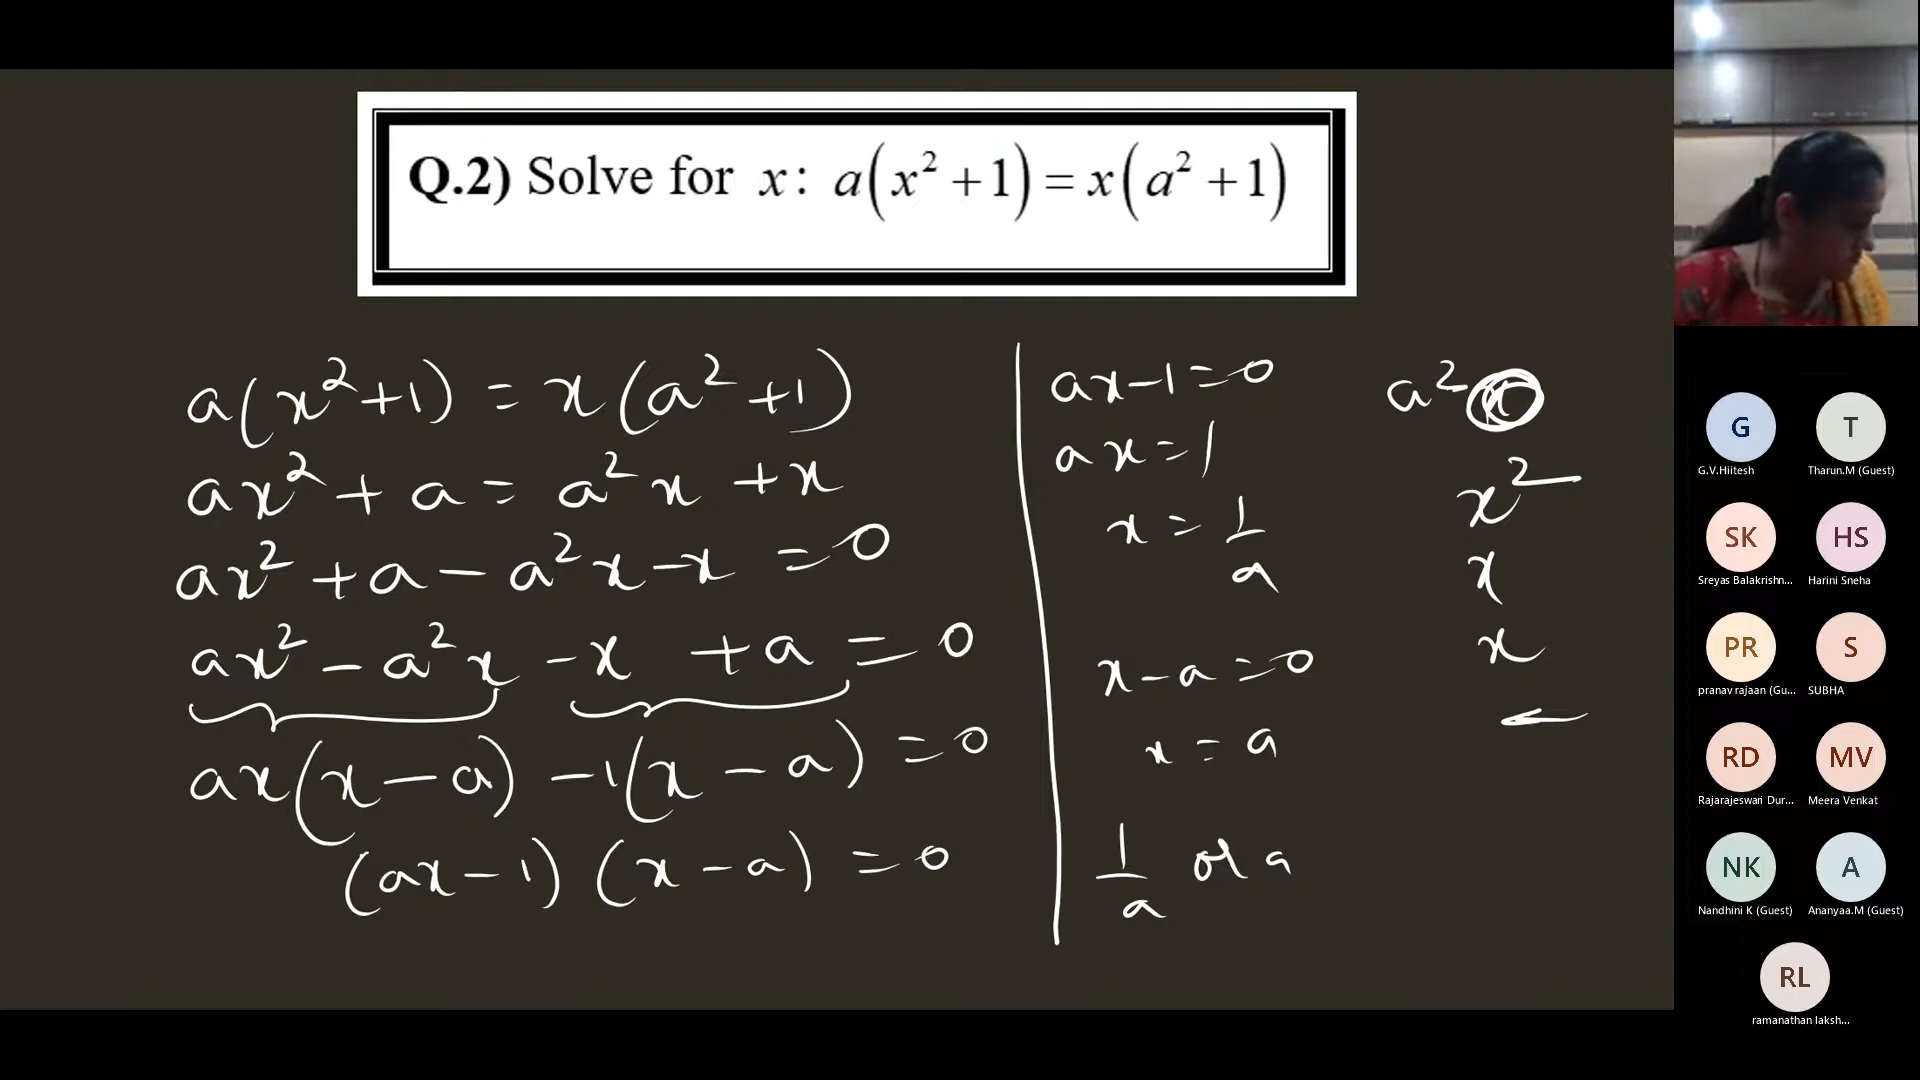 Q.2) Solve for x: a(x² + 1) = x(a² + 1)
a(x²+1) = x(a²+1)
ax² + a = a²x + x
ax² + a - a²x - x = 0
ax² - a²x - x + a = 0
ax(x-a) -1(x-a) = 0
(ax-1)(x-a) = 0
ax-1=0
ax=1
x = 1/a
x-a=0
x = a
1/a or a
a²
x²
x
x
G
G.V.Hiitesh
T
Tharun.M (Guest)
SK
Sreyas Balakrishn...
HS
Harini Sneha
PR
pranav rajaan (Gu...
S
SUBHA
RD
Rajarajeswari Dur...
MV
Meera Venkat
NK
Nandhini K (Guest)
A
Ananyaa.M (Guest)
RL
ramanathan laksh...